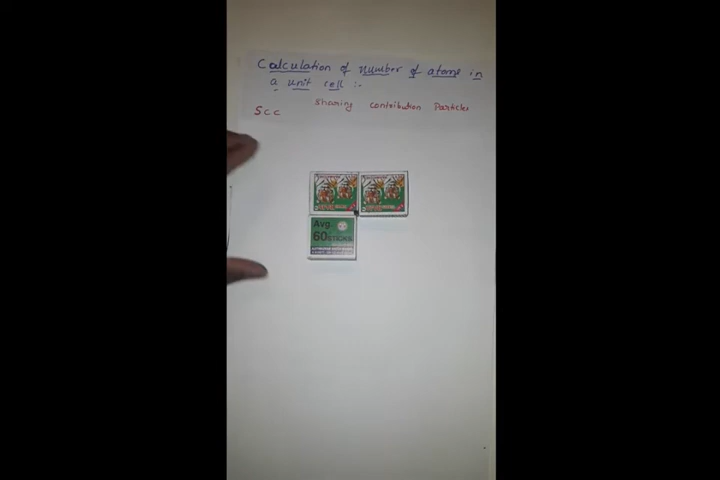 Calculation of number of atoms in
a unit cell :-
Sharing Contribution Particles
Scc
Avg
60 STICKS